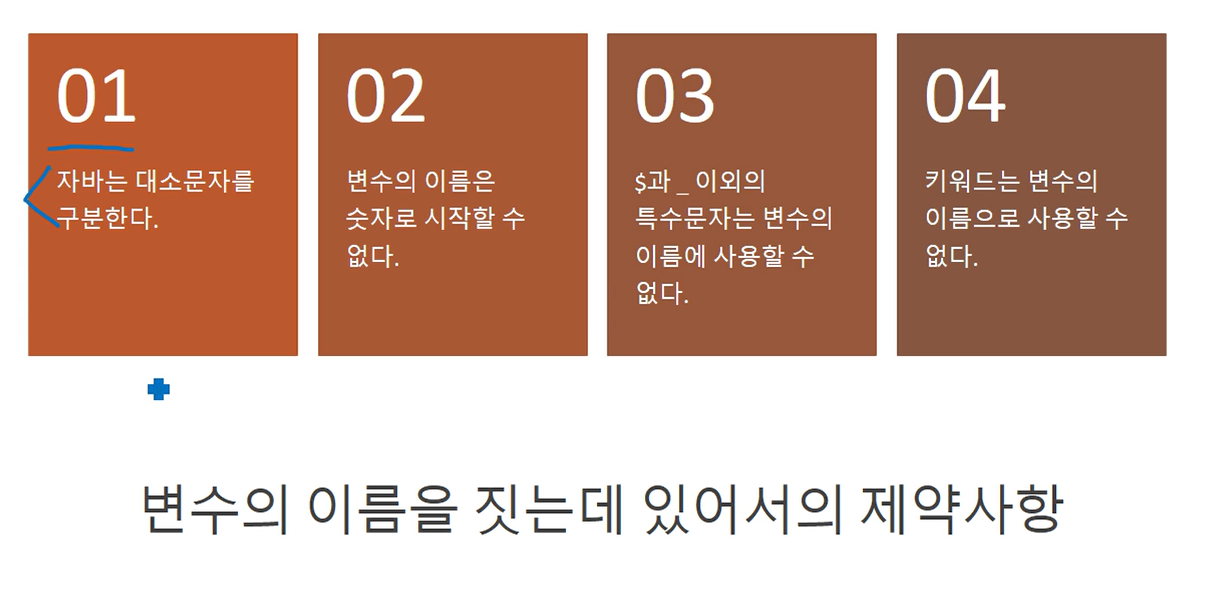 01
자바는 대소문자를
구분한다.
02
변수의 이름은
숫자로 시작할 수
없다.
03
$과 _ 이외의
특수문자는 변수의
이름에 사용할 수
없다.
04
키워드는 변수의
이름으로 사용할 수
없다.
변수의 이름을 짓는데 있어서의 제약사항